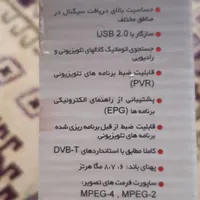 حساسیت بالای دریافت سیگنال در
مناطق مختلف
سازگار با USB 2.0
جستجوی اتوماتیک کانالهای تلویزیونی و
رادیویی
قابلیت ضبط برنامه های تلویزیونی
(PVR)
پشتیبانی از راهنمای الکترونیکی
برنامه ها (EPG)
قابلیت ضبط از قبل برنامه ریزی شده
برنامه های تلویزیونی
کاملا مطابق با استانداردهای DVB-T
پهنای باند: ۶، ۷، ۸ مگا هرتز
ساپورت فرمت های تصویر:
MPEG-4 , MPEG-2